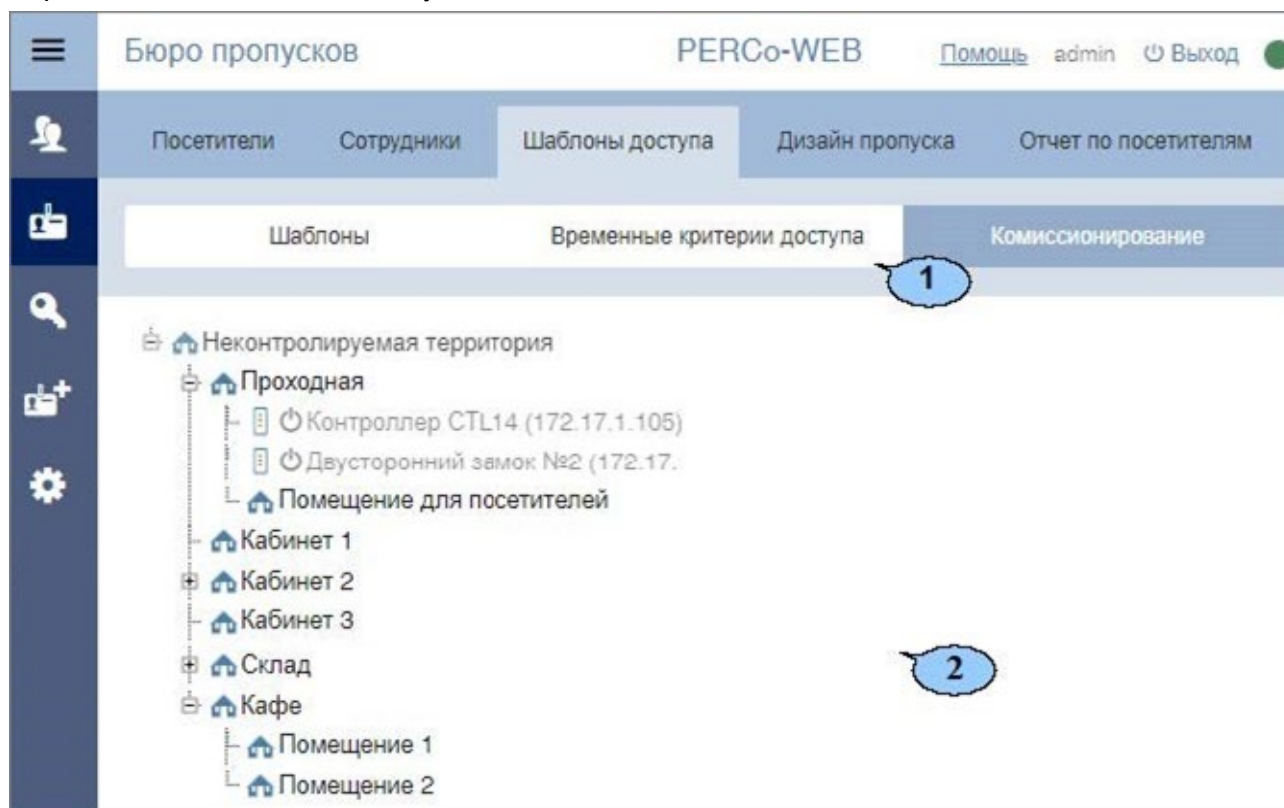 Бюро пропусков PERCo-WEB Помощь admin Выход
Посетители Сотрудники Шаблоны доступа Дизайн пропуска Отчет по посетителям
Шаблоны Временные критерии доступа Комиссионирование
1
Неконтролируемая территория
Проходная
Контроллер CTL14 (172.17.1.105)
Двусторонний замок №2 (172.17.
Помещение для посетителей
Кабинет 1
Кабинет 2
Кабинет 3
Склад
2
Кафе
Помещение 1
Помещение 2